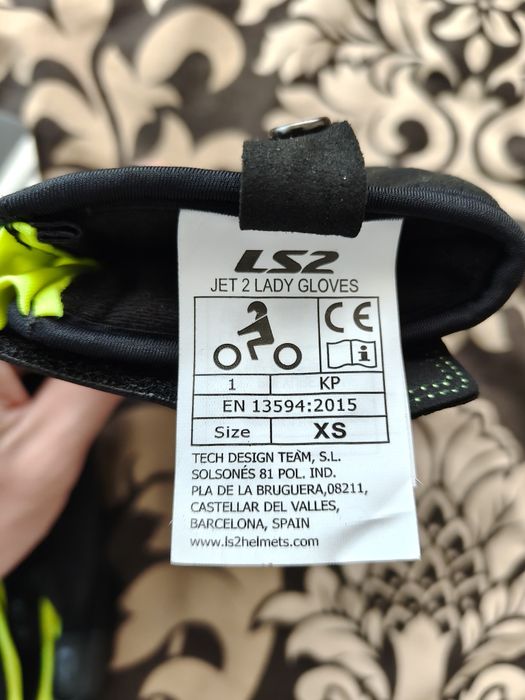 LS2
JET 2 LADY GLOVES
CE
i
1 KP
EN 13594:2015
Size XS
TECH DESIGN TEAM, S.L.
SOLSONÉS 81 POL. IND.
PLA DE LA BRUGUERA,08211,
CASTELLAR DEL VALLES,
BARCELONA, SPAIN
www.ls2helmets.com